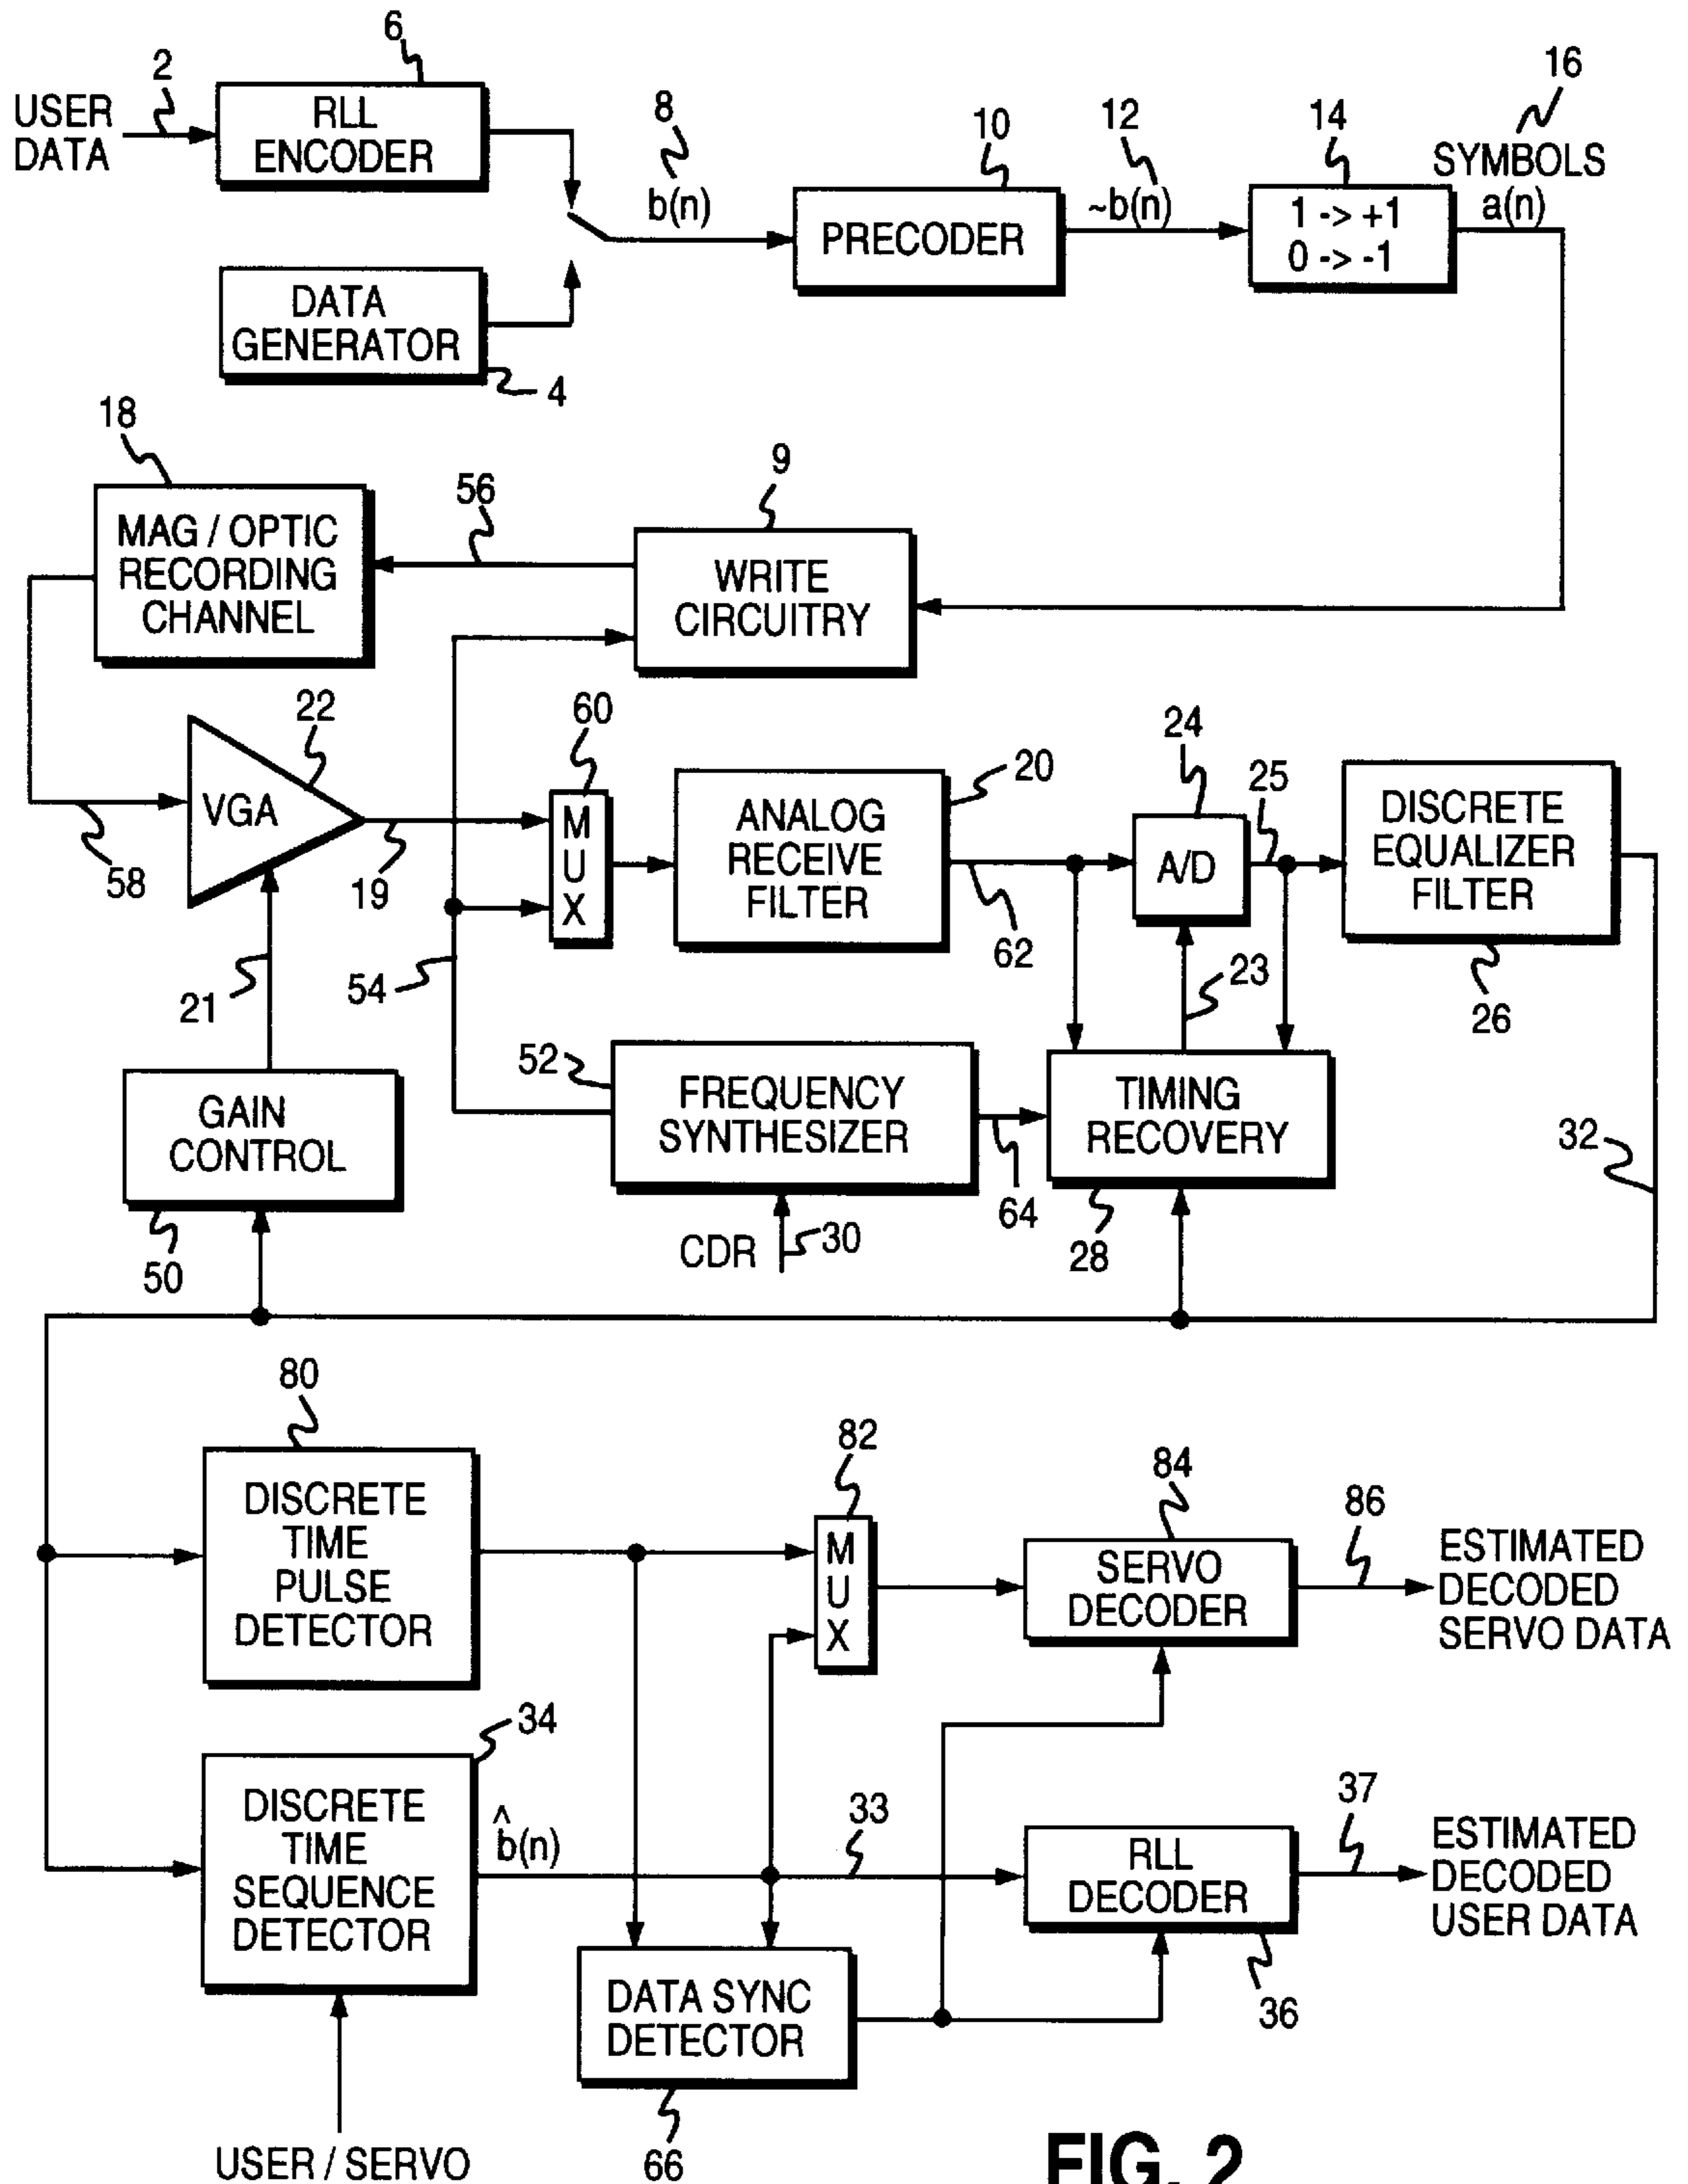 6
2
USER
DATA
RLL
ENCODER
8
b(n)
10
PRECODER
12
~b(n)
14
1 -> +1
0 -> -1
16
SYMBOLS
a(n)
DATA
GENERATOR
4
18
MAG / OPTIC
RECORDING
CHANNEL
56
9
WRITE
CIRCUITRY
22
VGA
58
19
21
54
60
M
U
X
20
ANALOG
RECEIVE
FILTER
62
24
A/D
25
23
DISCRETE
EQUALIZER
FILTER
26
GAIN
CONTROL
50
52
FREQUENCY
SYNTHESIZER
64
CDR
30
TIMING
RECOVERY
28
32
80
DISCRETE
TIME
PULSE
DETECTOR
82
M
U
X
84
SERVO
DECODER
86
ESTIMATED
DECODED
SERVO DATA
34
DISCRETE
TIME
SEQUENCE
DETECTOR
b̂(n)
33
RLL
DECODER
36
37
ESTIMATED
DECODED
USER DATA
DATA SYNC
DETECTOR
66
USER / SERVO
FIG. 2